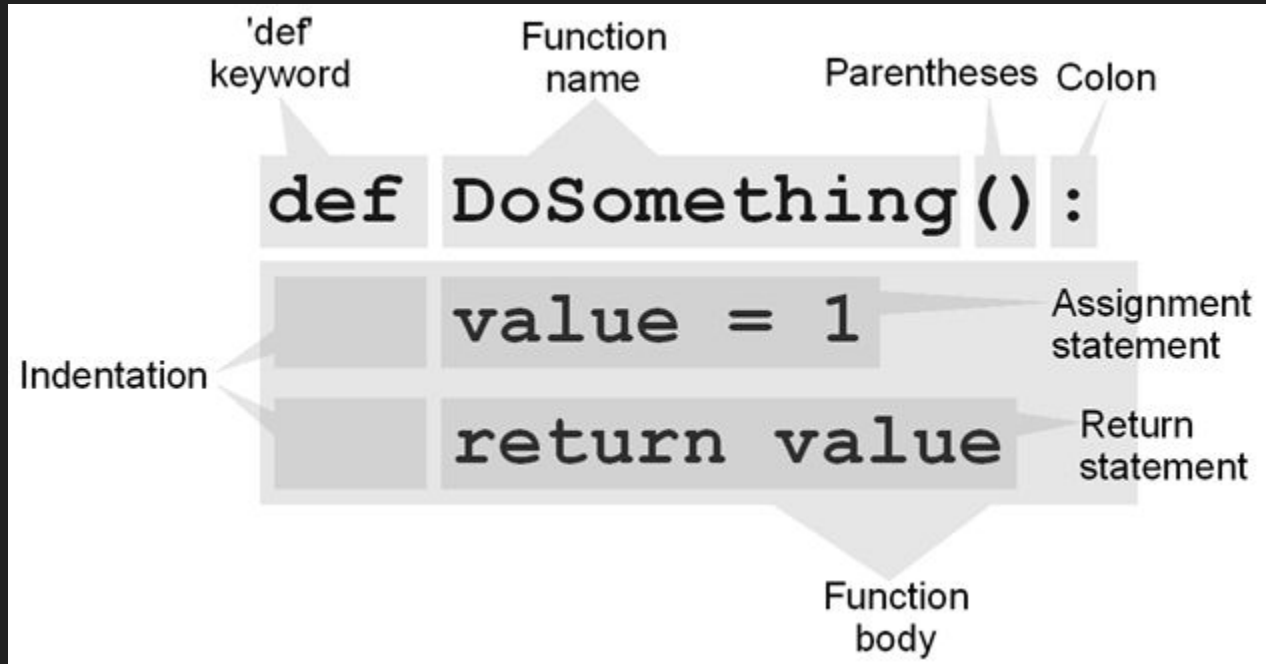 'def'
keyword
Function
name
Parentheses
Colon
def DoSomething():
value = 1
Assignment
statement
Indentation
return value
Return
statement
Function
body